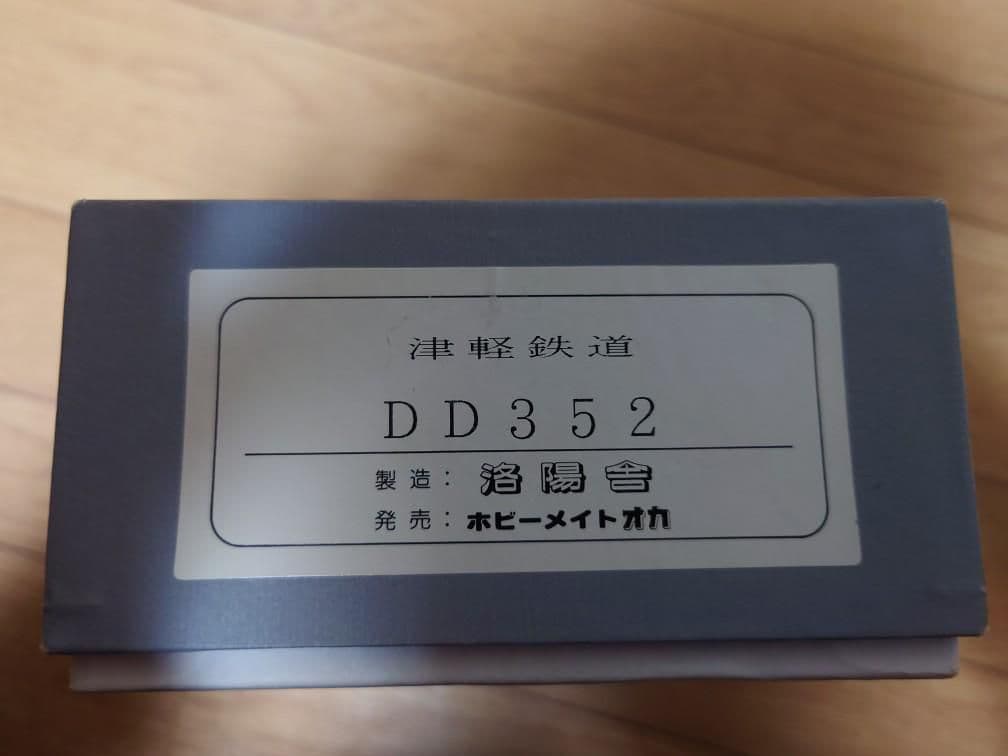 津軽鉄道
DD352
製造：洛陽舎
発売：ホビーメイトオカ